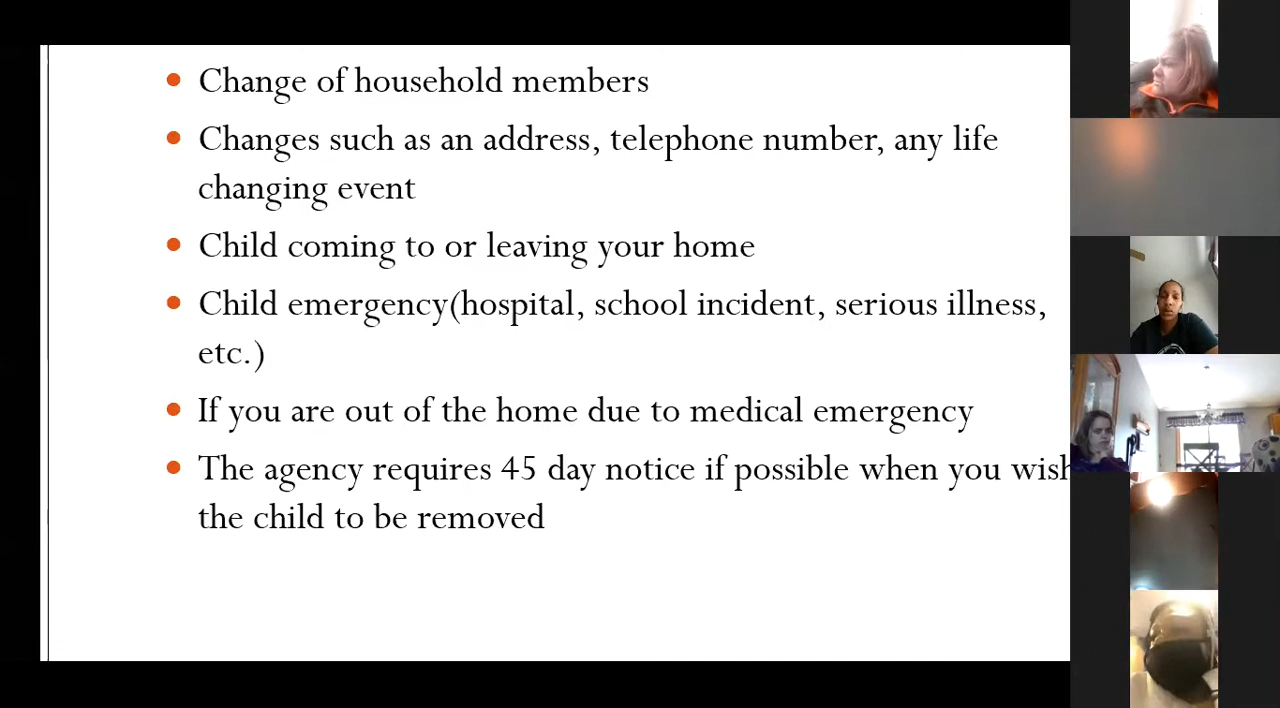 Change of household members
Changes such as an address, telephone number, any life
changing event
Child coming to or leaving your home
Child emergency(hospital, school incident, serious illness,
etc.)
If you are out of the home due to medical emergency
The agency requires 45 day notice if possible when you wish
the child to be removed